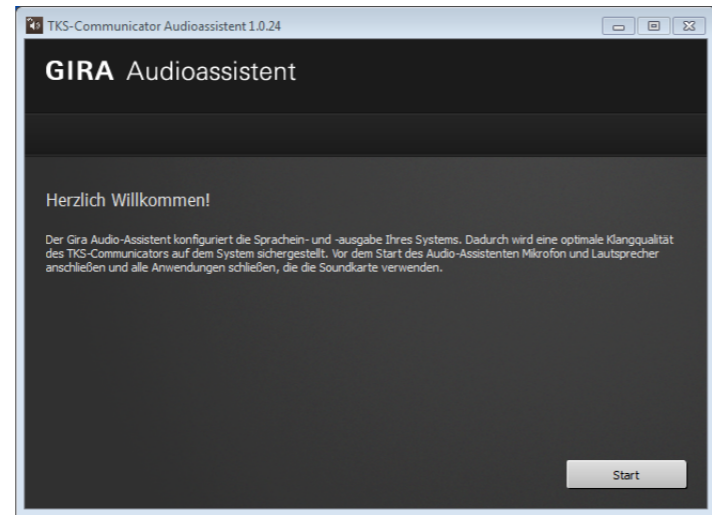 TKS-Communicator Audioassistent 1.0.24
GIRA Audioassistent
Herzlich Willkommen!
Der Gira Audio-Assistent konfiguriert die Sprachein- und -ausgabe Ihres Systems. Dadurch wird eine optimale Klangqualität
des TKS-Communicators auf dem System sichergestellt. Vor dem Start des Audio-Assistenten Mikrofon und Lautsprecher
anschließen und alle Anwendungen schließen, die die Soundkarte verwenden.
Start